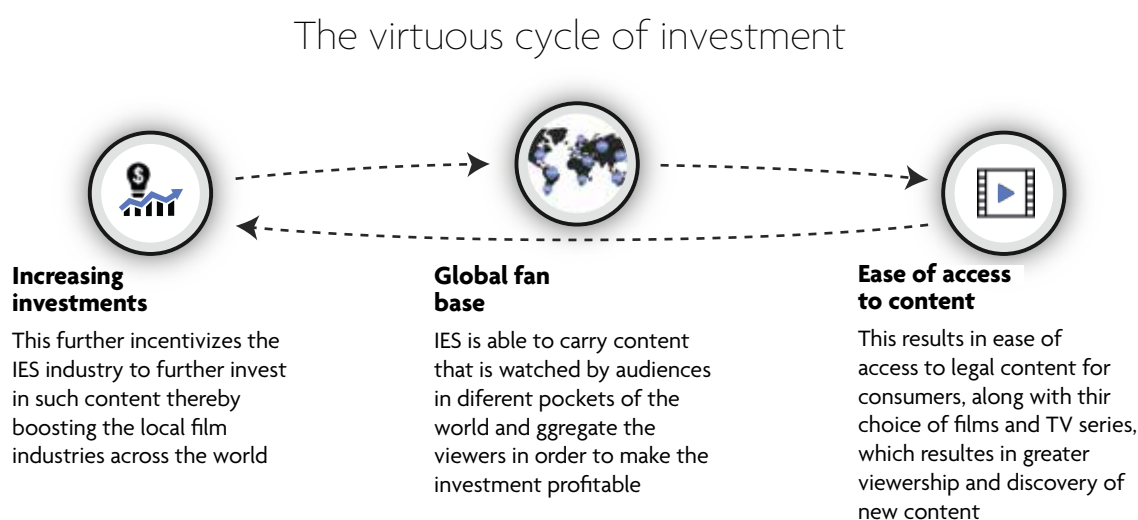 The virtuous cycle of investment
$
Increasing
investments
This further incentivizes the
IES industry to further invest
in such content thereby
boosting the local film
industries across the world
Global fan
base
IES is able to carry content
that is watched by audiences
in diferent pockets of the
world and ggregate the
viewers in order to make the
investment profitable
Ease of access
to content
This results in ease of
access to legal content for
consumers, along with thir
choice of films and TV series,
which resultes in greater
viewership and discovery of
new content